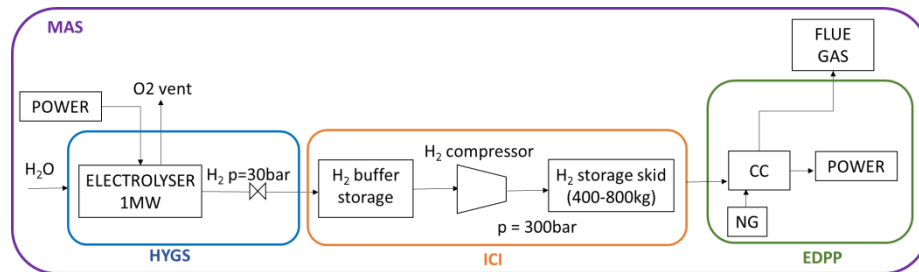 MAS
FLUE
GAS
O2 vent
POWER
H₂O
ELECTROLYSER
1MW
H₂ p=30bar
HYGS
H₂ buffer
storage
H₂ compressor
H₂ storage skid
(400-800kg)
p = 300bar
ICI
CC
POWER
NG
EDPP